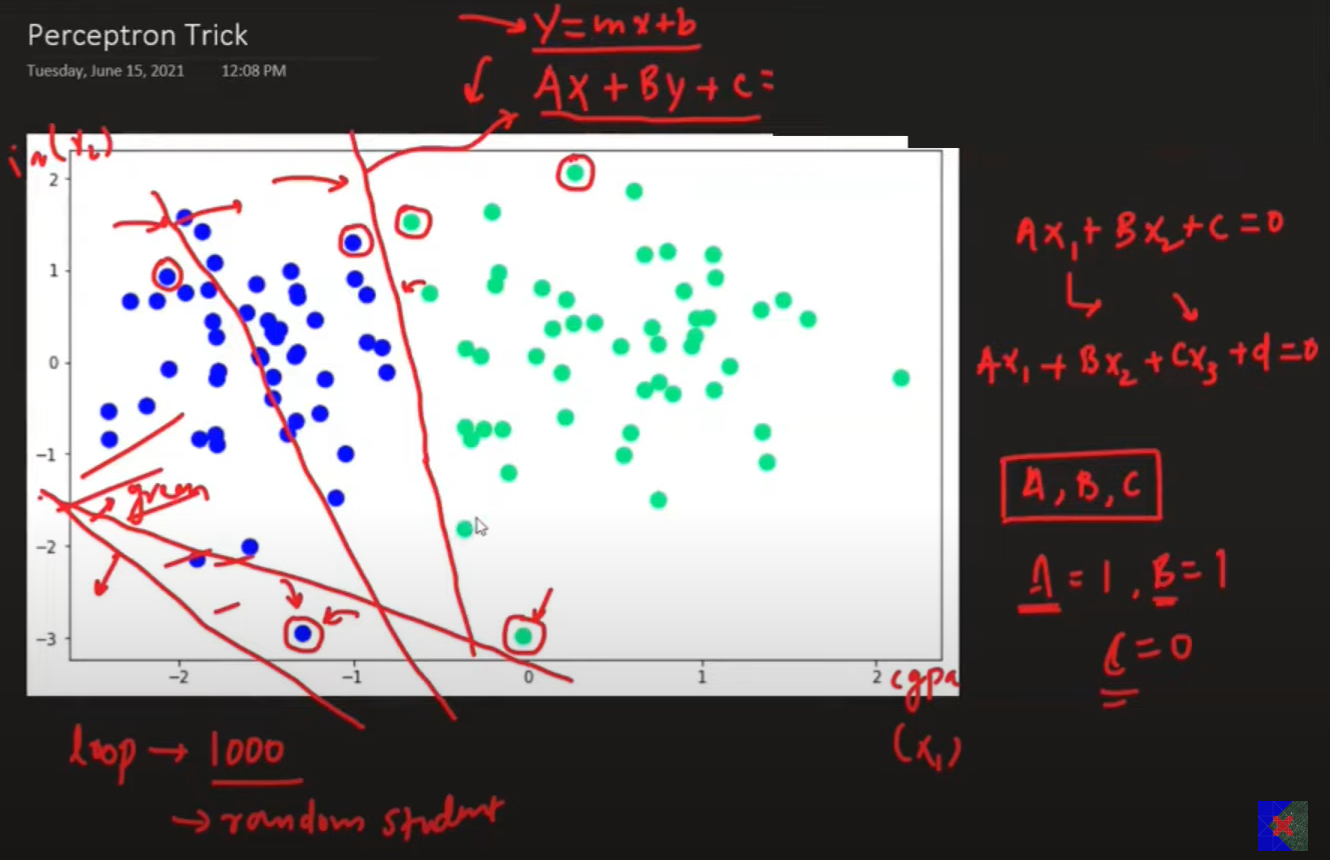 Perceptron Trick
Tuesday, June 15, 2021 12:08 PM
Y=mx+b
Ax + By + c =
(x₂)
2
1
0
−1
−2
−3
−2
−1
0
1
2
cgpa
(x₁)
green
Ax₁ + Bx₂ + c = 0
Ax₁ + Bx₂ + Cx₃ + d = 0
A, B, C
A = 1, B = 1
C = 0
loop → 1000
→ random student